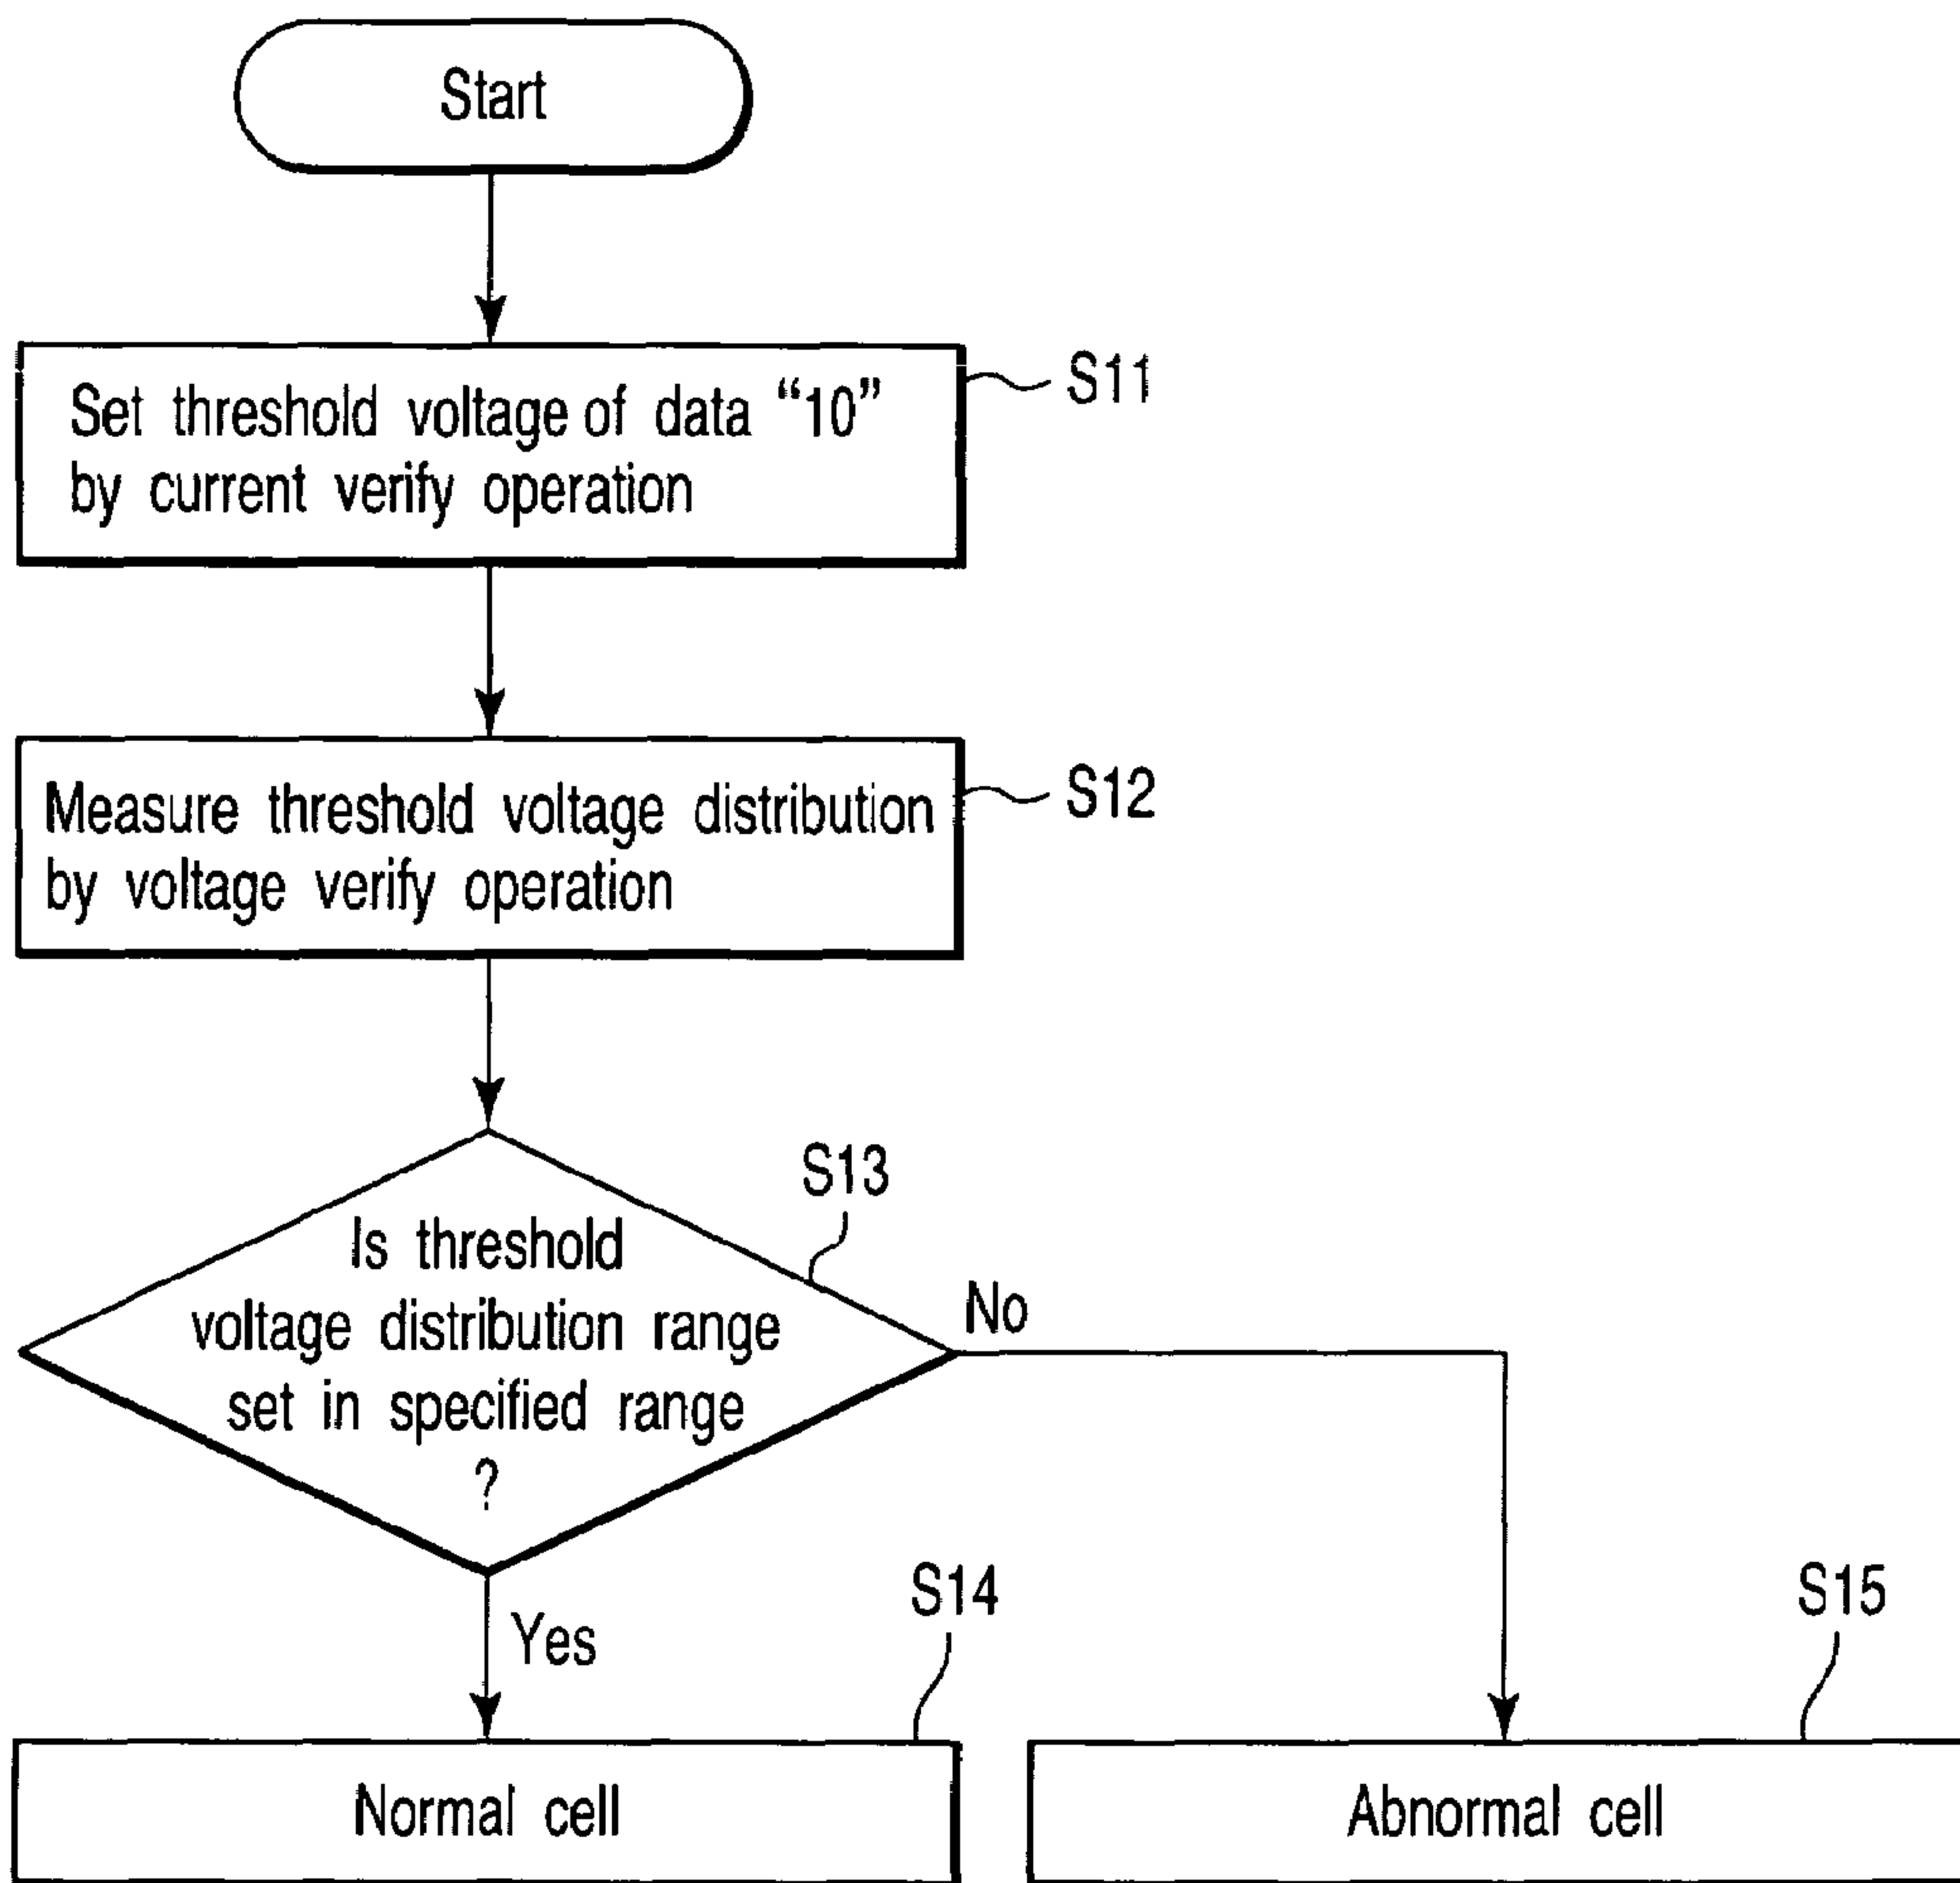 Start
Set threshold voltage of data “10”
by current verify operation
S11
Measure threshold voltage distribution
by voltage verify operation
S12
S13
Is threshold
voltage distribution range
set in specified range
?
No
Yes
S14
S15
Normal cell
Abnormal cell